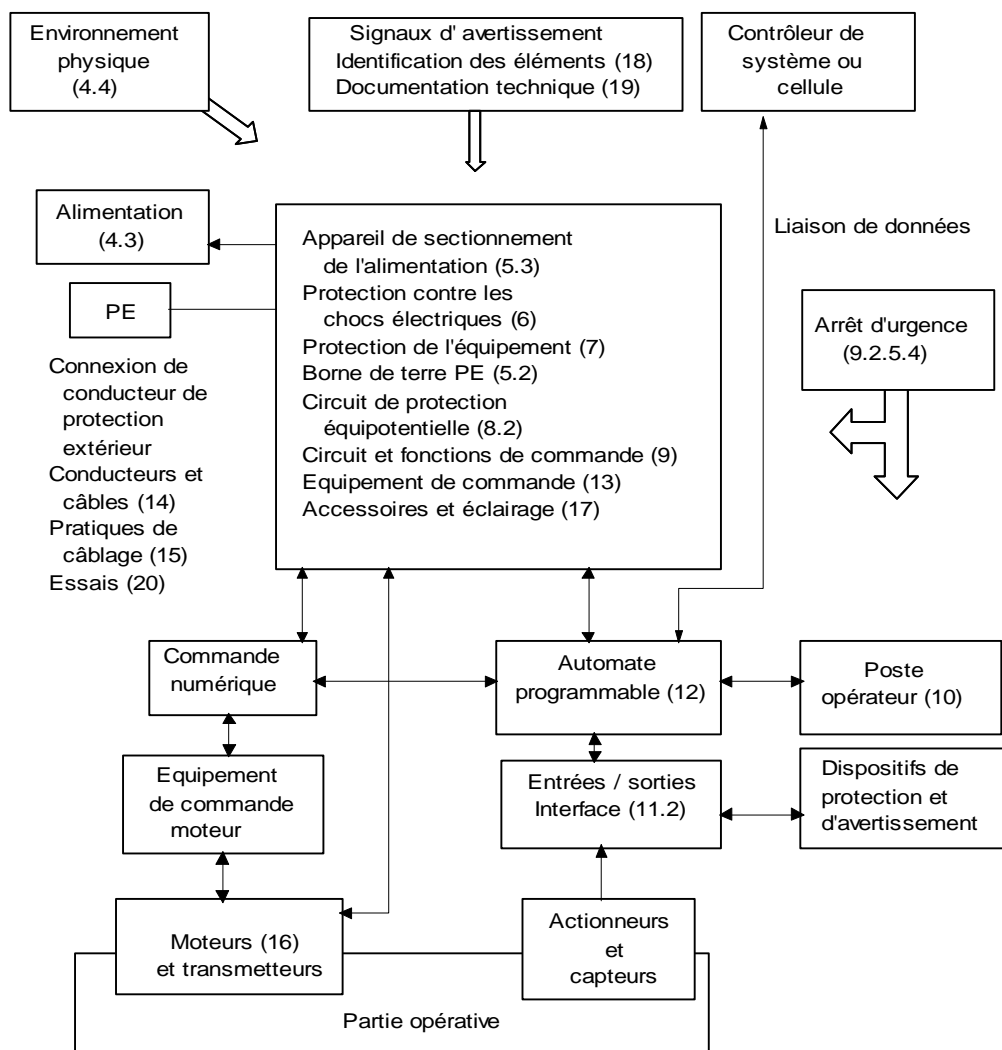 Environnement
physique
(4.4)
Signaux d' avertissement
Identification des éléments (18)
Documentation technique (19)
Contrôleur de
système ou
cellule
Alimentation
(4.3)
PE
Connexion de
conducteur de
protection
extérieur
Conducteurs et
câbles (14)
Pratiques de
câblage (15)
Essais (20)
Appareil de sectionnement
de l'alimentation (5.3)
Protection contre les
chocs électriques (6)
Protection de l'équipement (7)
Borne de terre PE (5.2)
Circuit de protection
équipotentielle (8.2)
Circuit et fonctions de commande (9)
Equipement de commande (13)
Accessoires et éclairage (17)
Liaison de données
Arrêt d'urgence
(9.2.5.4)
Commande
numérique
Automate
programmable (12)
Poste
opérateur (10)
Equipement
de commande
moteur
Entrées / sorties
Interface (11.2)
Dispositifs de
protection et
d'avertissement
Moteurs (16)
et transmetteurs
Actionneurs
et
capteurs
Partie opérative